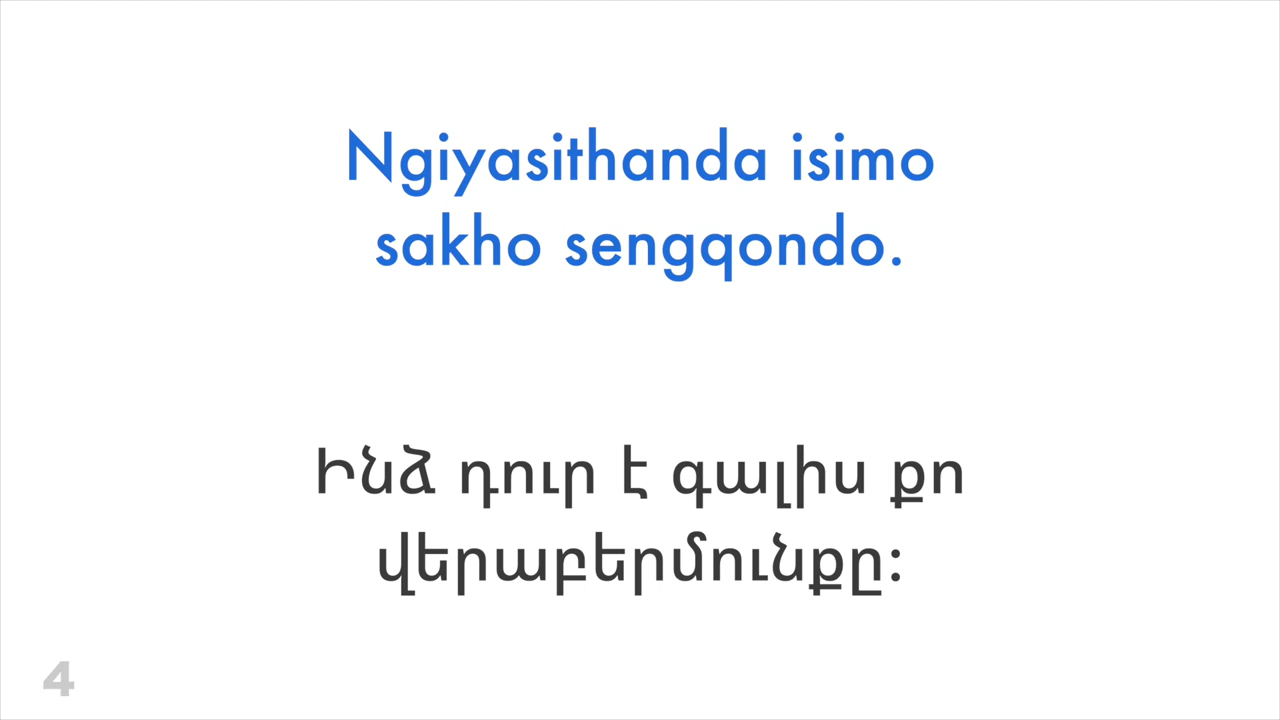 Ngiyasithanda isimo
sakho sengqondo.
Ինձ դուր է գալիս քո
վերաբերմունքը:
4